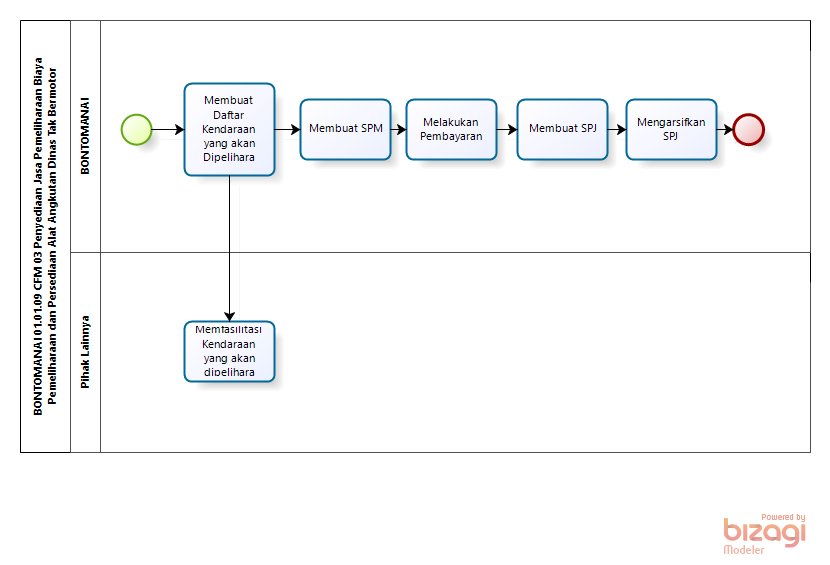 BONTOMANAI 01.01.09 CFM 03 Penyediaan Jasa Pemeliharaan Biaya
Pemeliharaan dan Persediaan Alat Angkutan Dinas Tak Bermotor
BONTOMANAI
Membuat
Daftar
Kendaraan
yang akan
Dipelihara
Membuat SPM
Melakukan
Pembayaran
Membuat SPJ
Mengarsifkan
SPJ
Pihak Lainnya
Memfasilitasi
Kendaraan
yang akan
dipelihara
Powered by
bizagi
Modeler